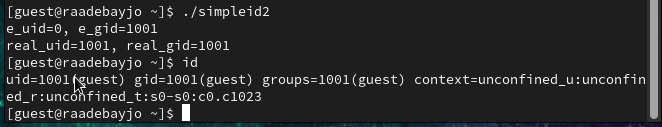 [guest@raadebayjo ~]$ ./simpleid2
e_uid=0, e_gid=1001
real_uid=1001, real_gid=1001
[guest@raadebayjo ~]$ id
uid=1001(guest) gid=1001(guest) groups=1001(guest) context=unconfined_u:unconfin
ed_r:unconfined_t:s0-s0:c0.c1023
[guest@raadebayjo ~]$